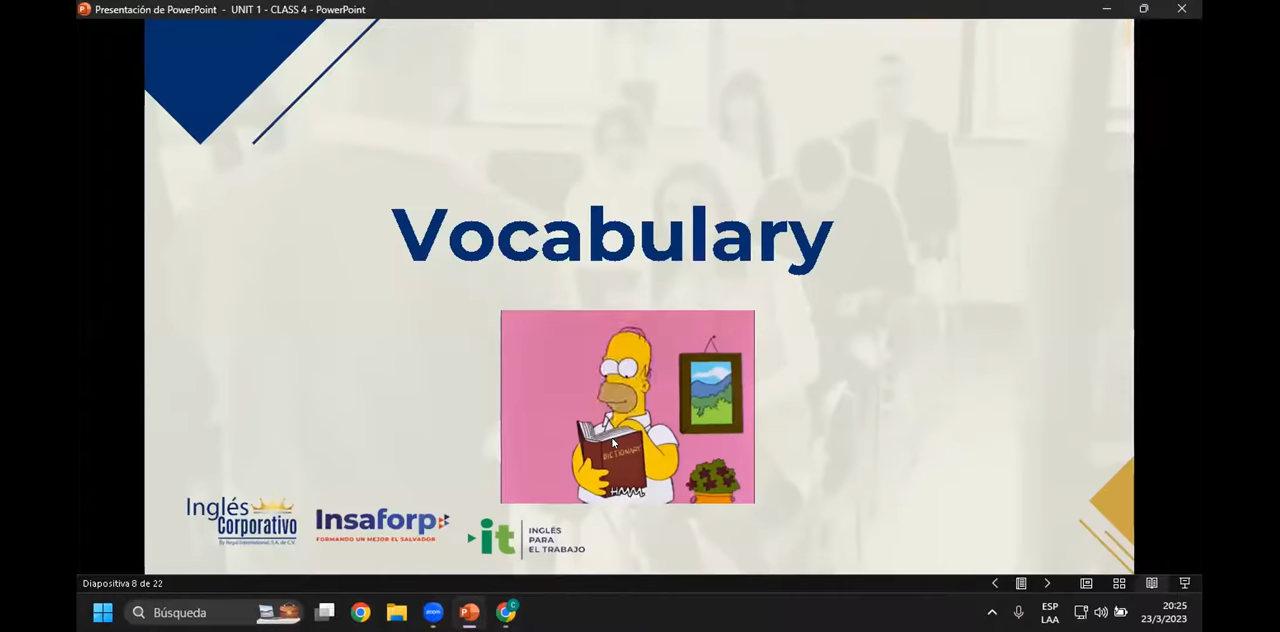 Presentación de PowerPoint - UNIT 1 - CLASS 4 - PowerPoint
Vocabulary
DICTIONARY
HMM..
Inglés
Corporativo
Insaforp
FORMANDO UN MEJOR EL SALVADOR
it
INGLÉS
PARA
EL TRABAJO
Diapositiva 8 de 22
Búsqueda
zoom
ESP
LAA
20:25
23/3/2023